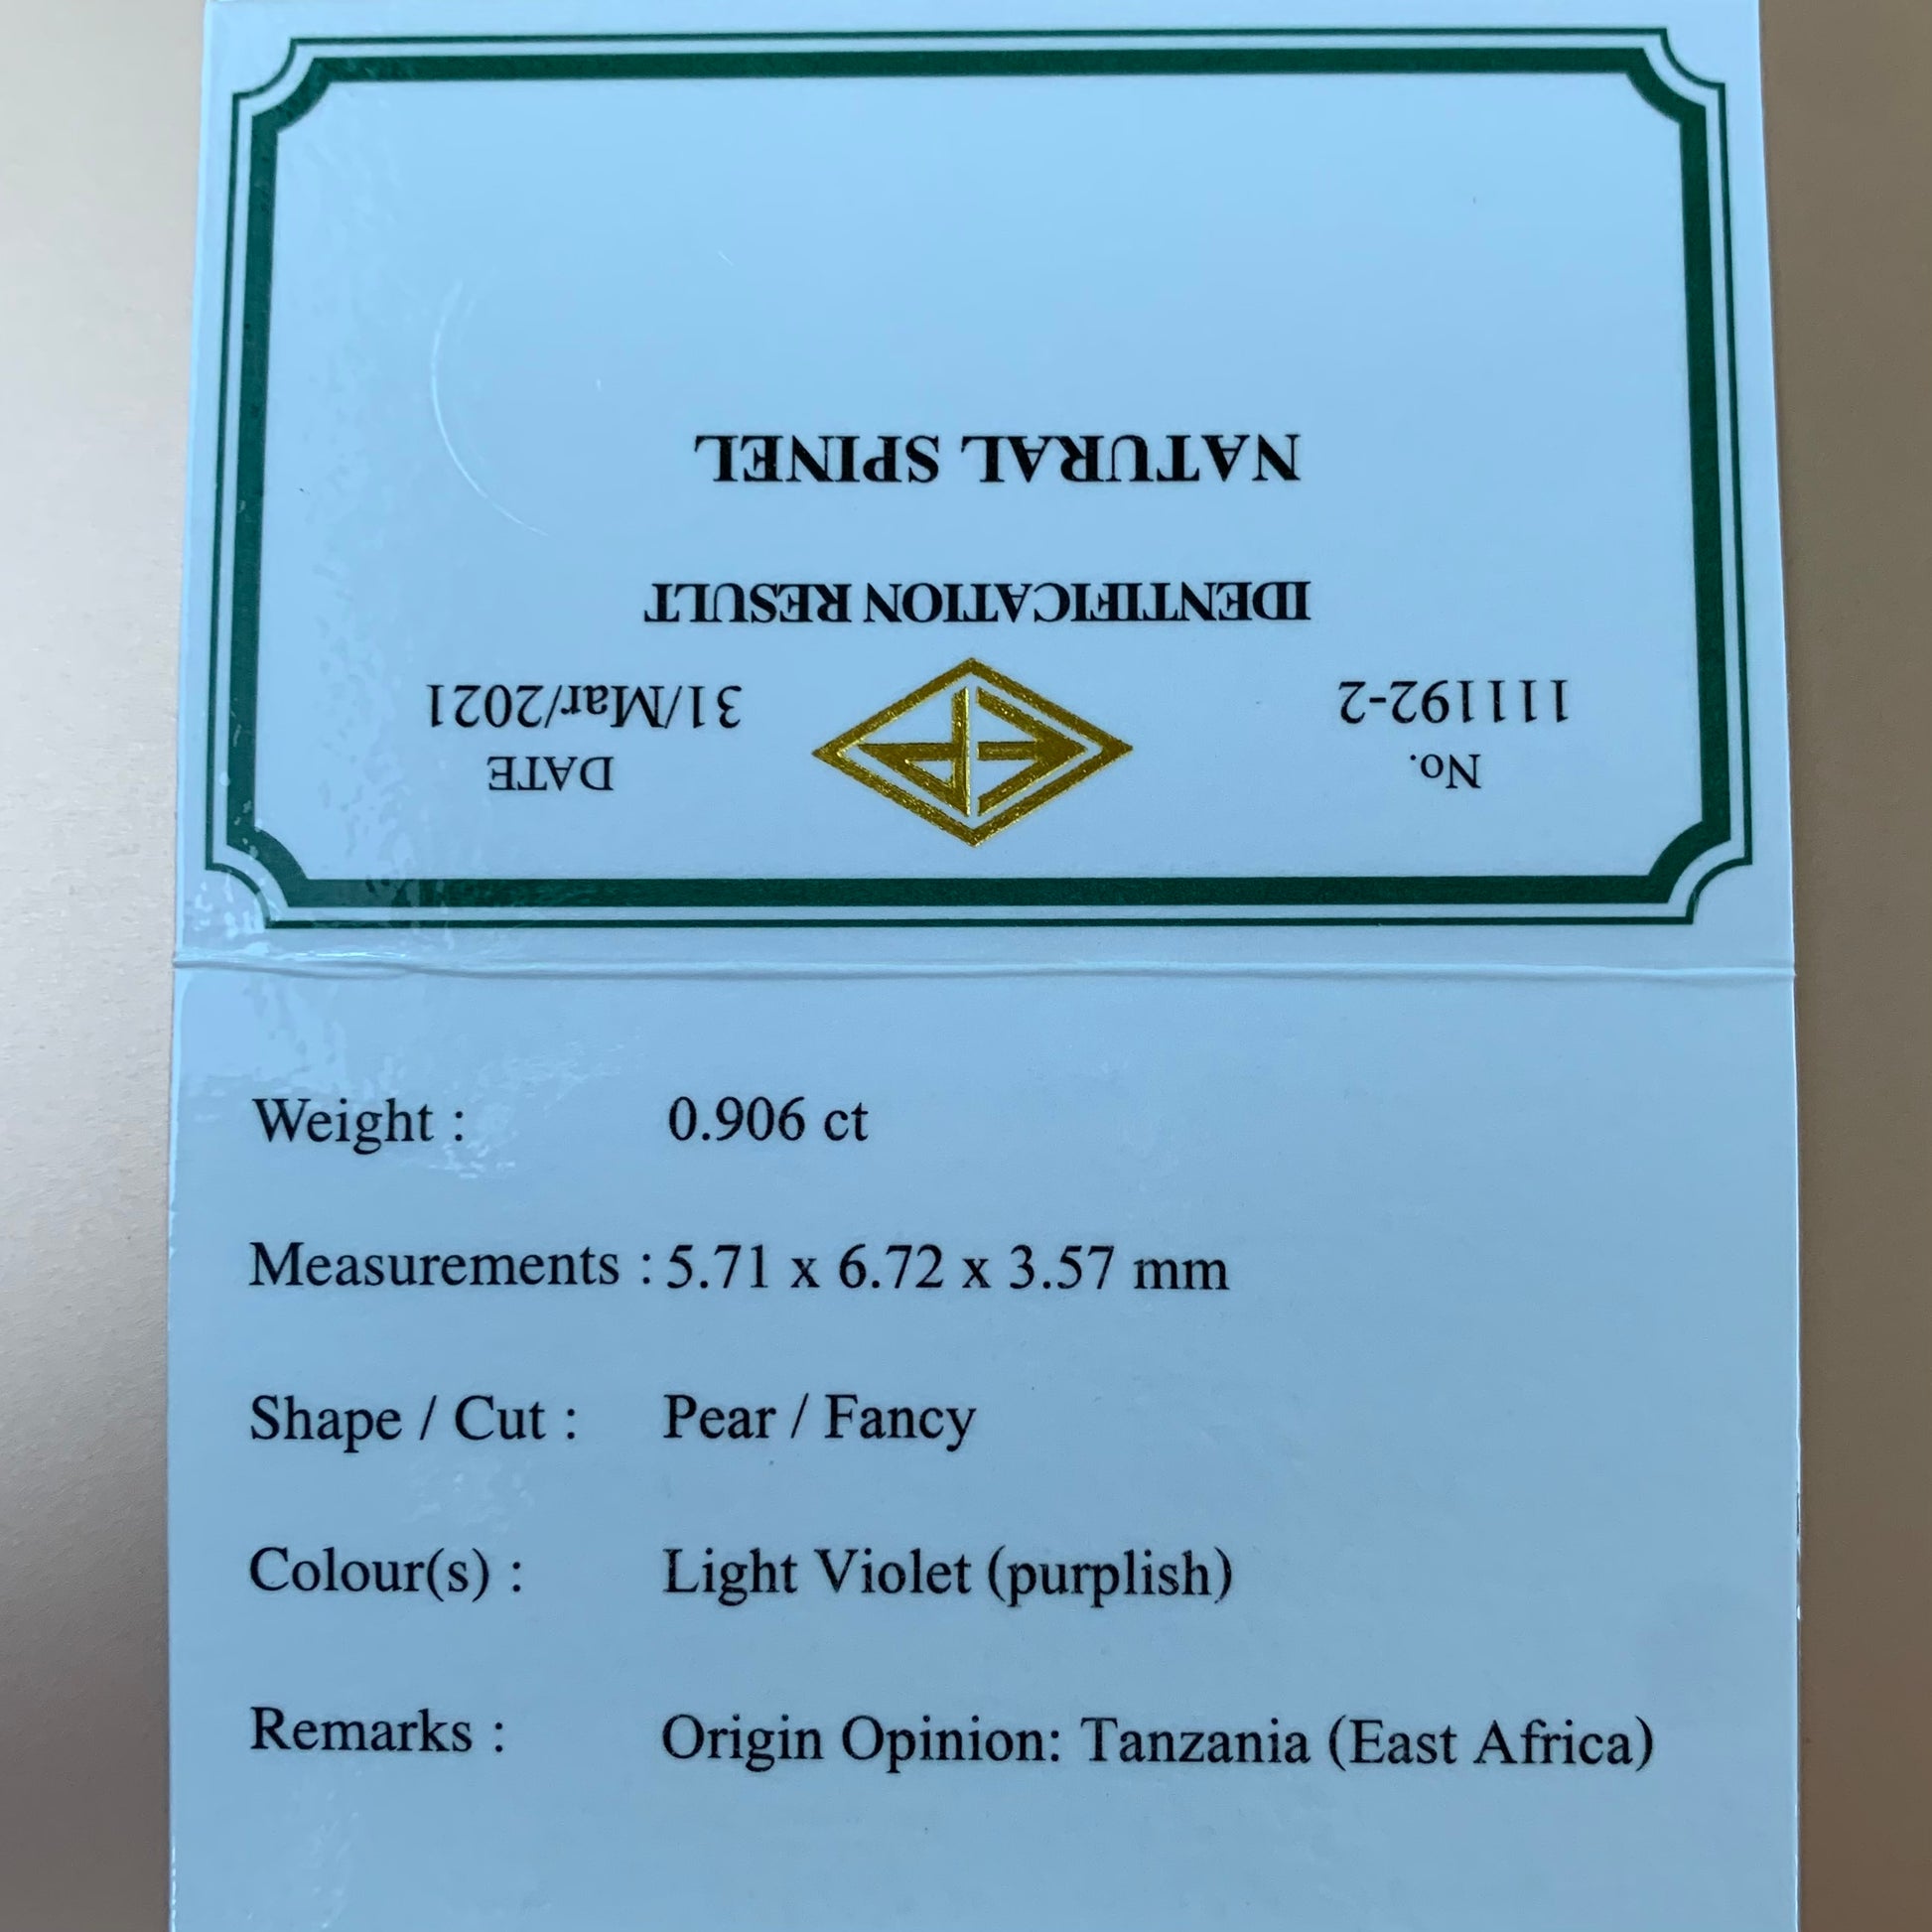 No.
111192-2
DATE
31/Mar/2021
IDENTIFICATION RESULT
NATURAL SPINEL
Weight : 0.906 ct
Measurements : 5.71 x 6.72 x 3.57 mm
Shape / Cut : Pear / Fancy
Colour(s) : Light Violet (purplish)
Remarks : Origin Opinion: Tanzania (East Africa)